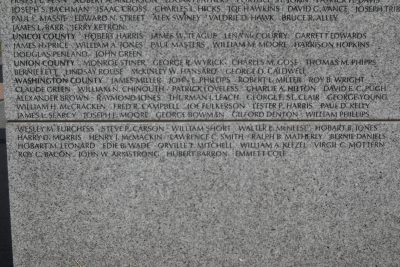 JOSEPH S. BACHMAN ISAAC CROSS CHARLES L. HICKS JOE HAWKINS DAVID G. VANCE JOSEPH
PAUL E. MASSIE EDWARD N. STREET ALEX SWINEY VALDRIE D. HAWK BRUCE R. ALLEY
JAMES L. BARR JERRY KETRON
UNICOI COUNTY HOBERT HARRIS JAMES W. TEAGUE LENA M. COURRY GARRETT EDWARDS
JAMES H. PRICE WILLIAM A. JONES PAUL MASTERS WILLIAM M. MOORE HARRISON HOPKINS
DOUGLAS PENLAND JOHN GREEN
UNION COUNTY MONROE STINER GEORGE R. WYRICK CHARLES M. GOSE THOMAS M. PHIPPS
BERNIE LETT LINDSAY ROUSE MCKINLEY W. HANSARD GEORGE D. CALDWELL
WASHINGTON COUNTY JAMES MILLER JOHN S. PHILLIPS ROBERT L. MILLER ROY B. WRIGHT
CLAUDE GREEN WILLIAM N. CHINOUTH PATRICK LOVELESS CHARLIE A. HILTON DAVID E. C. PUGH
ALEXANDER BROWN RAYMOND JONES THURMAN LEACH GEORGE ST. CLAIR GEORGE YOUNG
WILLIAM H. MCCRACKEN FRED R. CAMPBELL JOE FULKERSON TESTER F. HARRIS PAUL D. KELLY
JAMES L. SEARCY JOSEPH E. MOORE GEORGE BOWMAN GILFORD DENTON WILLIAM PHILLIPS
WESLEY M. FURCHESS STEVE R. CARSON WILLIAM SHORT WALTER B. MENEESE HOBART B. JONES
HARRY D. MORRIS HENRY T. MCMACKIN LAWRENCE C. SMITH RALPH B. MATHERLY BERNIE DANIELS
HOBART M. LEONARD EDIE B. WADE ORVILLE P. MITCHELL WILLIAM A. KEEZEL VIRGIL C. MOTTERN
ROY C. BACON JOHN W. ARMSTRONG HUBERT BARRON EMMETT COLE